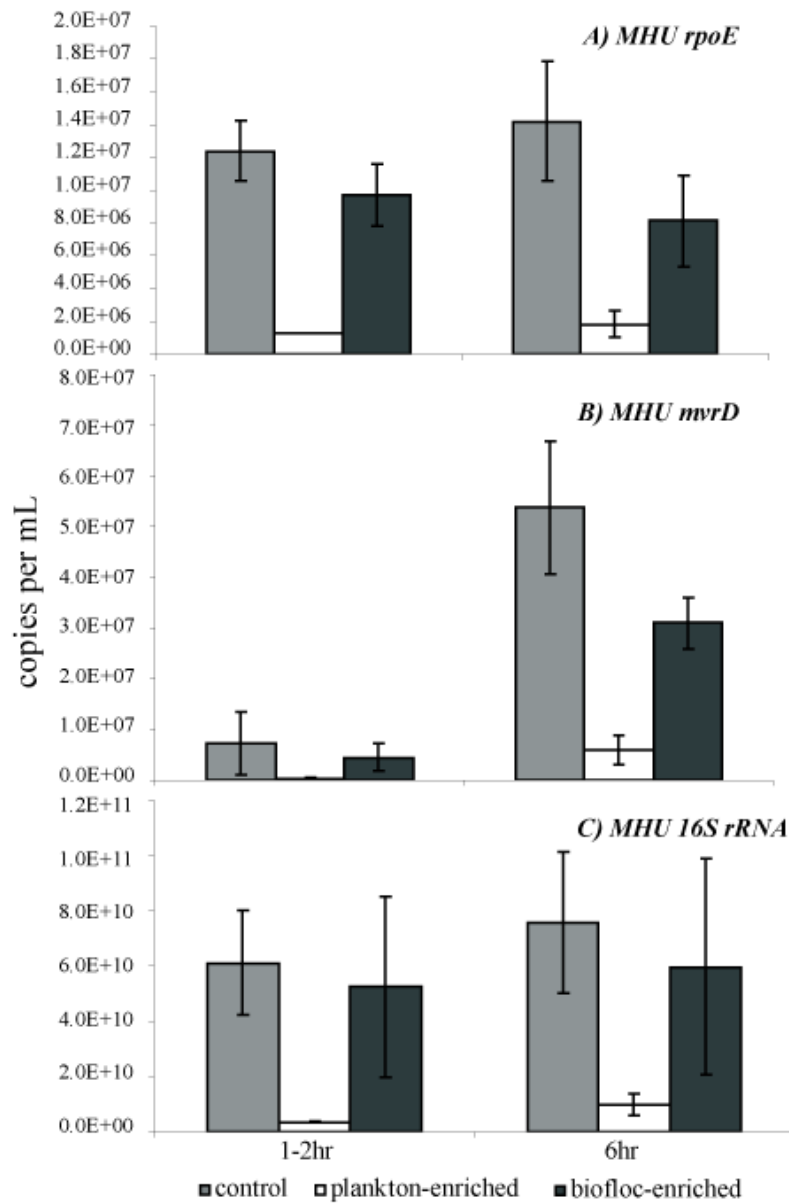 2.0E+07
A) MHU rpoE
1.8E+07
1.6E+07
1.4E+07
1.2E+07
1.0E+07
8.0E+06
6.0E+06
4.0E+06
2.0E+06
0.0E+00
8.0E+07
B) MHU mvrD
7.0E+07
6.0E+07
5.0E+07
4.0E+07
3.0E+07
2.0E+07
1.0E+07
0.0E+00
copies per mL
1.2E+11
C) MHU 16S rRNA
1.0E+11
8.0E+10
6.0E+10
4.0E+10
2.0E+10
0.0E+00
1-2hr 6hr
control plankton-enriched biofloc-enriched